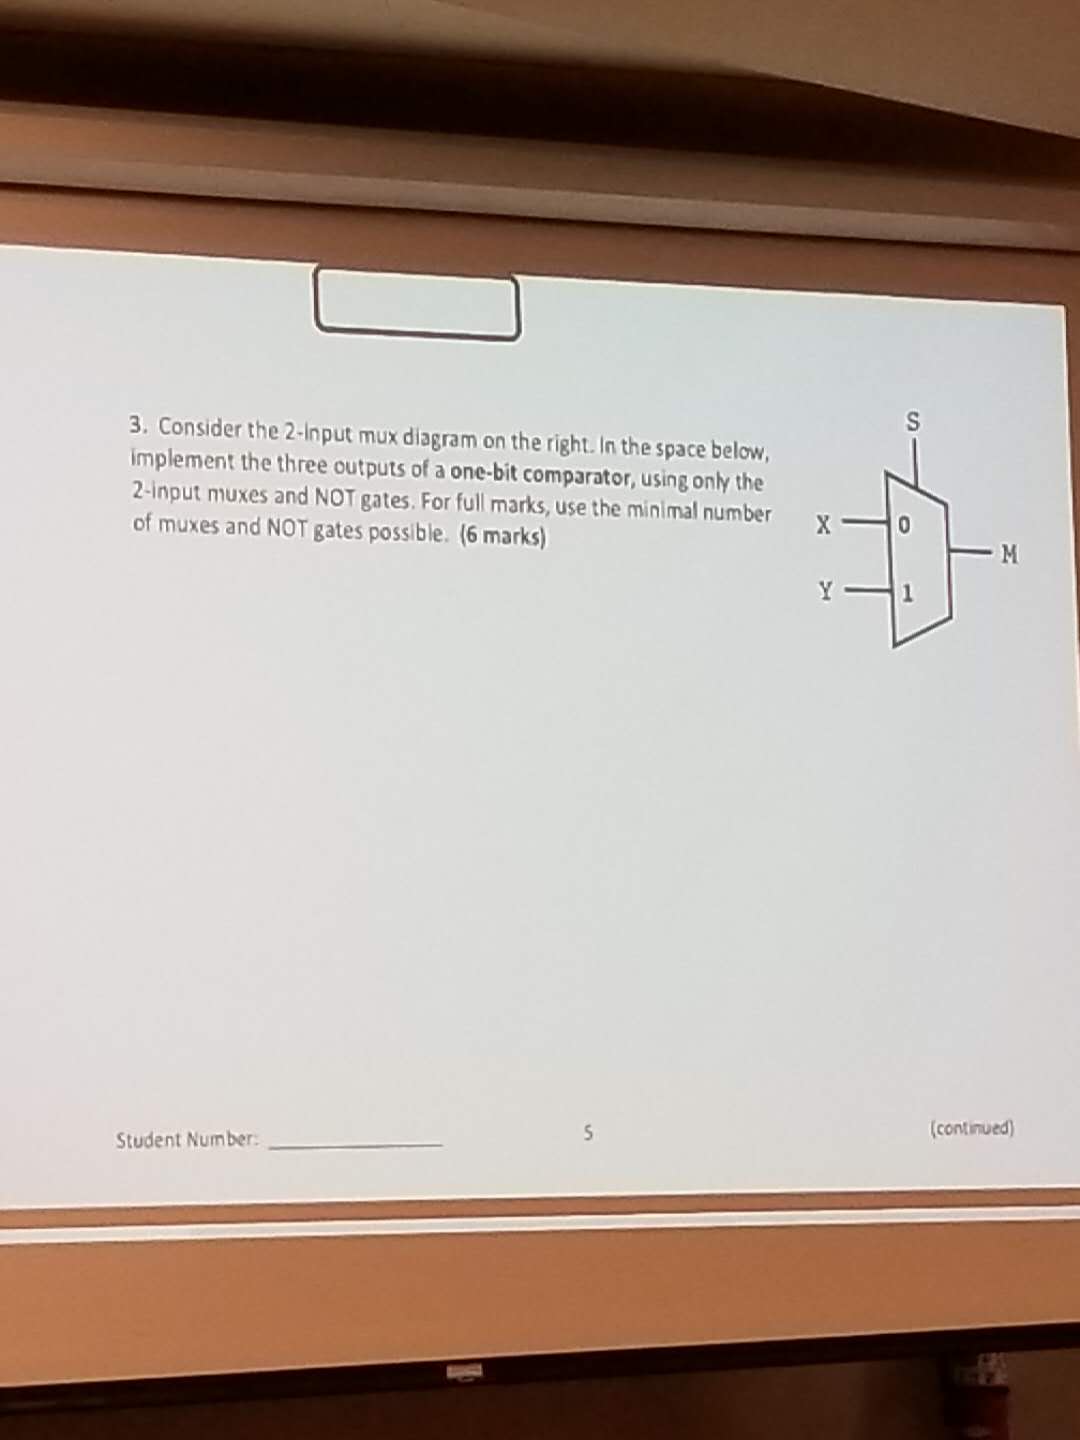 3. Consider the 2-input mux diagram on the right. In the space below,
implement the three outputs of a one-bit comparator, using only the
2-input muxes and NOT gates. For full marks, use the minimal number
of muxes and NOT gates possible. (6 marks)
S
X
0
M
Y
1
Student Number:
5
(continued)